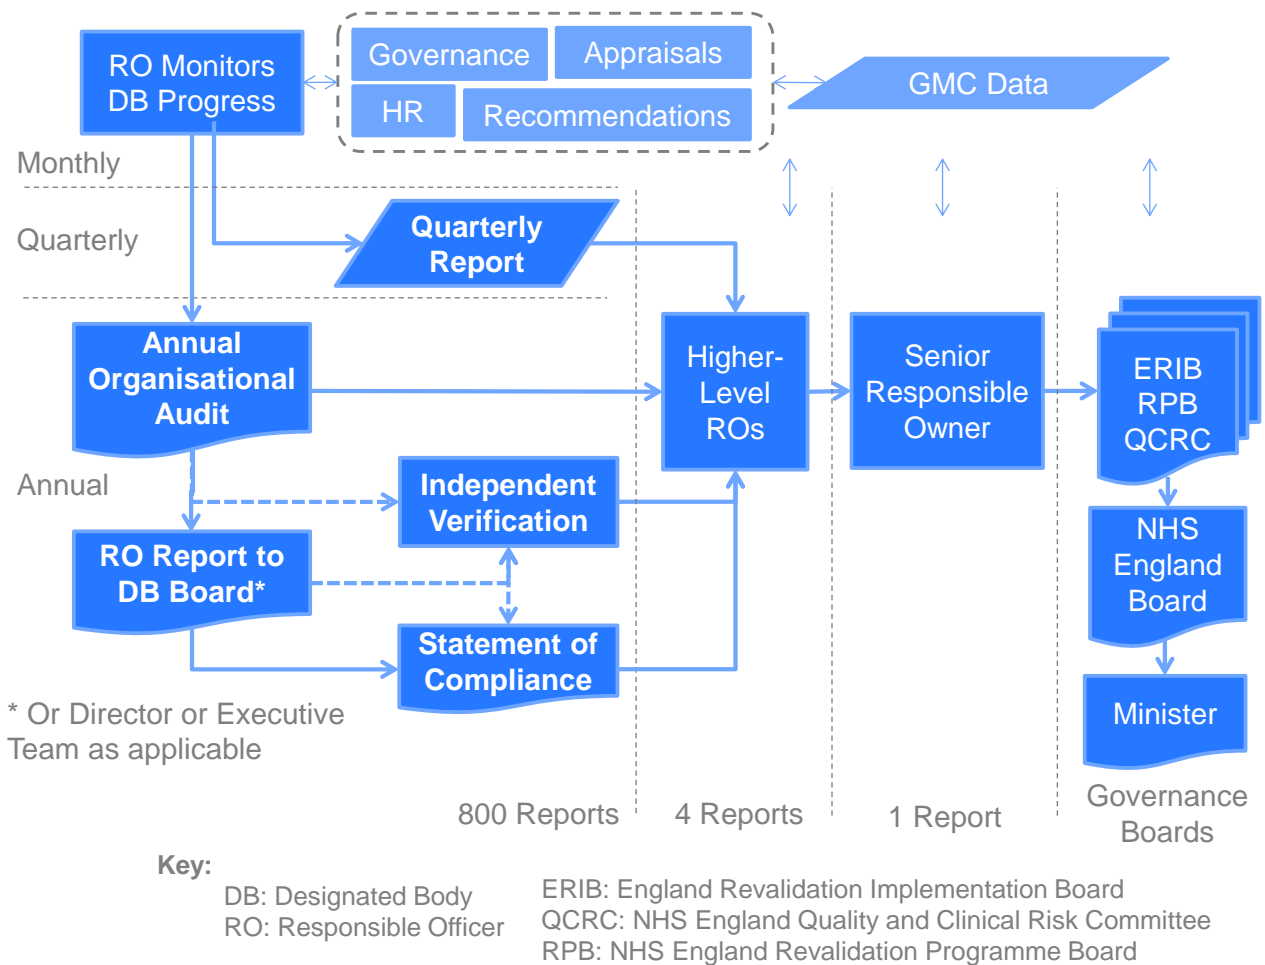 RO Monitors
DB Progress
Governance
Appraisals
HR
Recommendations
GMC Data
Monthly
Quarterly
Quarterly
Report
Annual
Organisational
Audit
Higher-
Level
ROs
Senior
Responsible
Owner
ERIB
RPB
QCRC
Annual
Independent
Verification
RO Report to
DB Board*
NHS
England
Board
Statement of
Compliance
Minister
* Or Director or Executive
Team as applicable
800 Reports
4 Reports
1 Report
Governance
Boards
Key:
DB: Designated Body
RO: Responsible Officer
ERIB: England Revalidation Implementation Board
QCRC: NHS England Quality and Clinical Risk Committee
RPB: NHS England Revalidation Programme Board